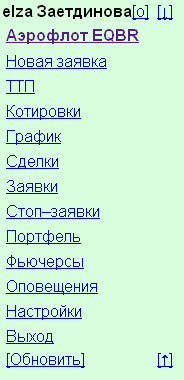 elza Заетдинова[о] [↓]
Аэрофлот EQBR
Новая заявка
ТТП
Котировки
График
Сделки
Заявки
Стоп–заявки
Портфель
Фьючерсы
Оповещения
Настройки
Выход
[Обновить] [↑]